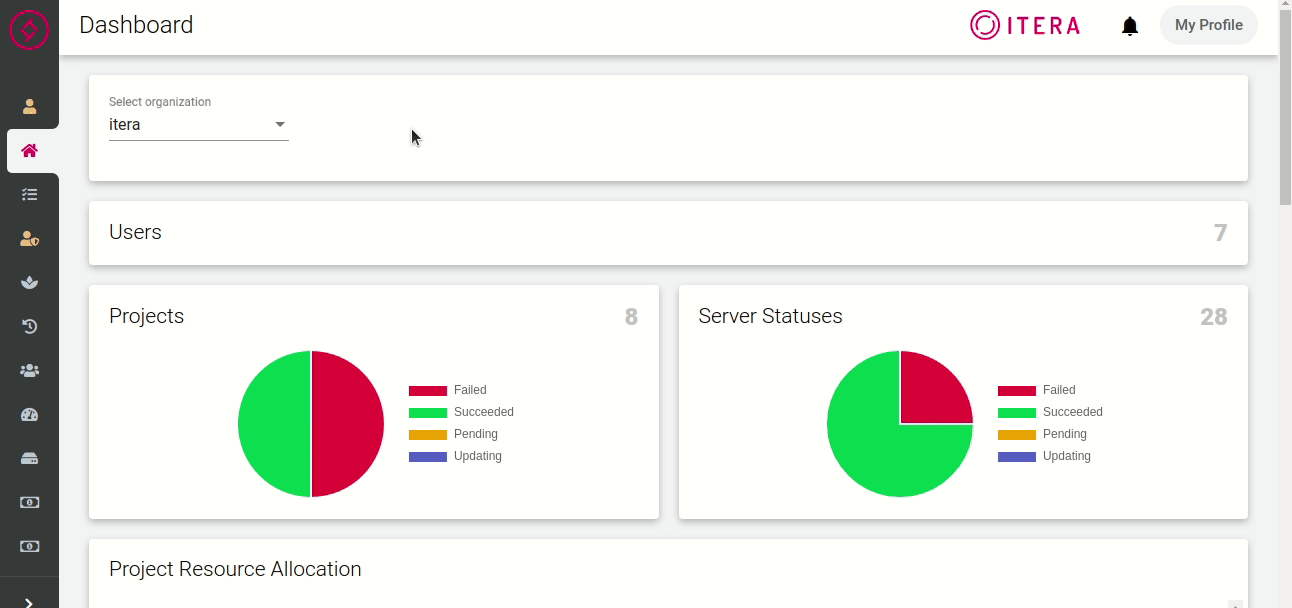 Dashboard
ITERA
My Profile
Select organization
itera
Users
7
Projects
8
Failed
Succeeded
Pending
Updating
Server Statuses
28
Failed
Succeeded
Pending
Updating
Project Resource Allocation